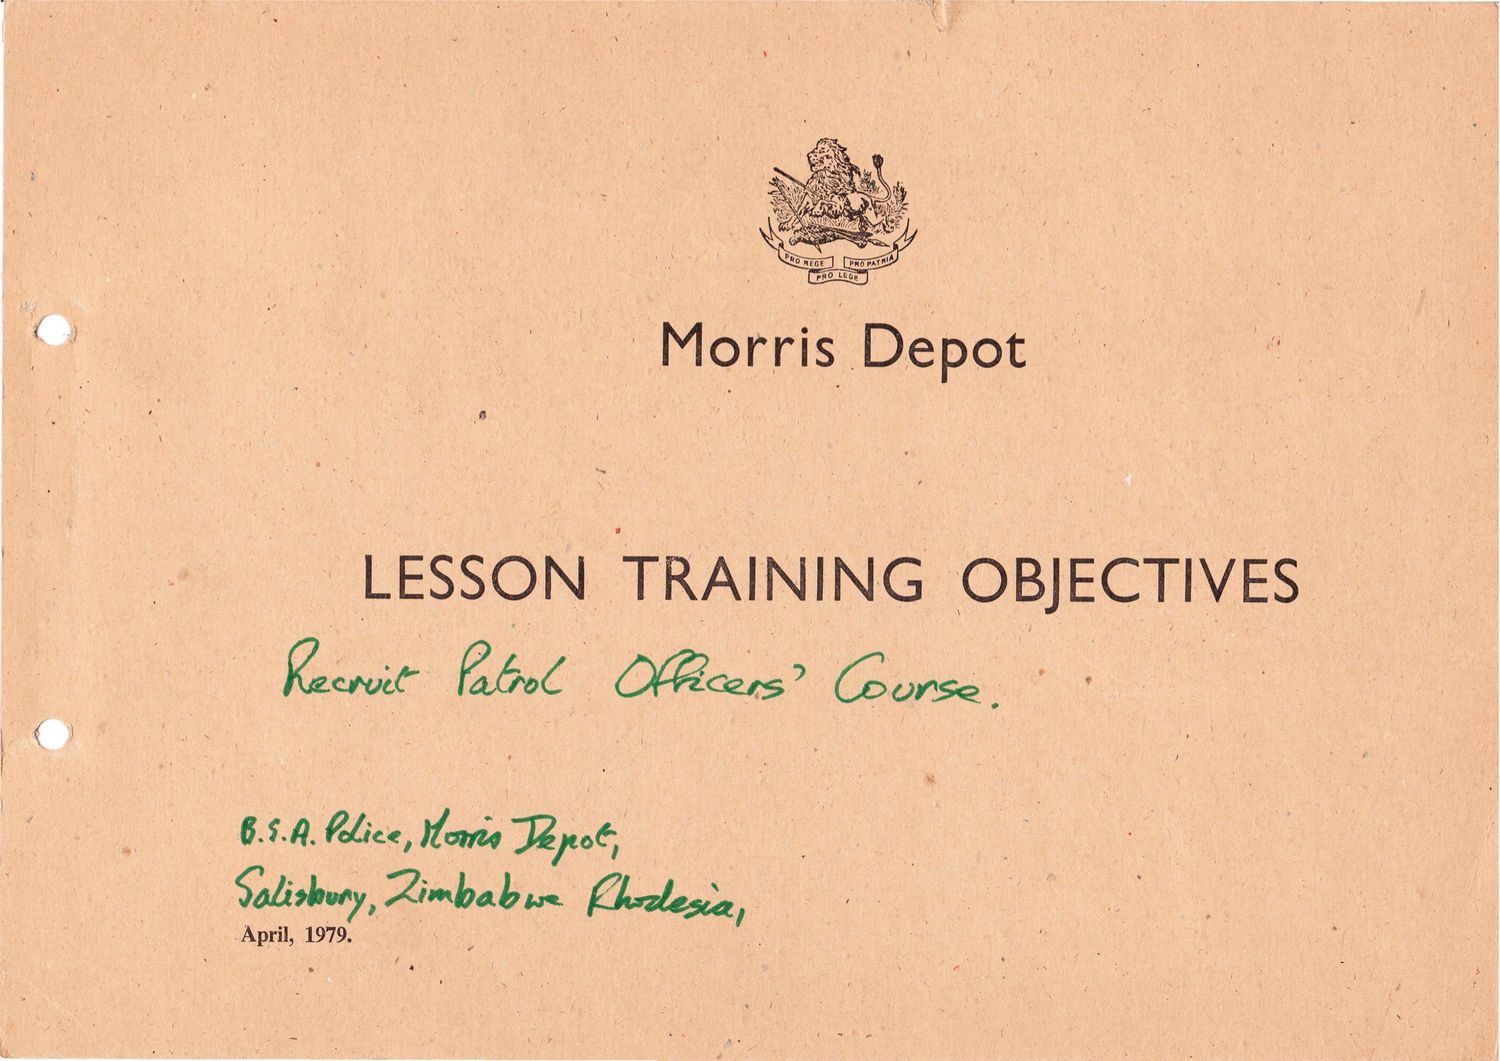 PRO REGE PRO PATRIA
PRO LEGE
Morris Depot
LESSON TRAINING OBJECTIVES
Recruit Patrol Officers' Course.
B.S.A. Police, Morris Depot,
Salisbury, Zimbabwe Rhodesia,
April, 1979.